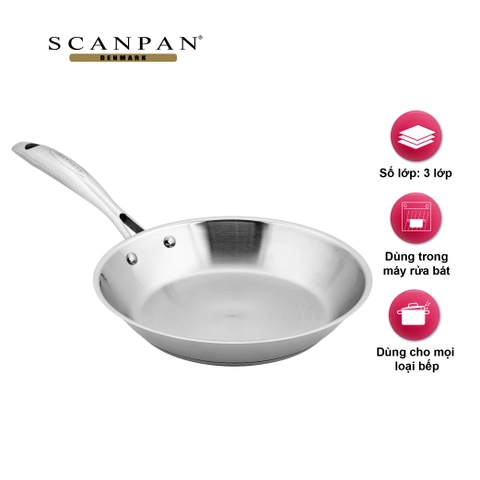 SCANPAN®
DENMARK
Số lớp: 3 lớp
Dùng trong
máy rửa bát
Dùng cho mọi
loại bếp